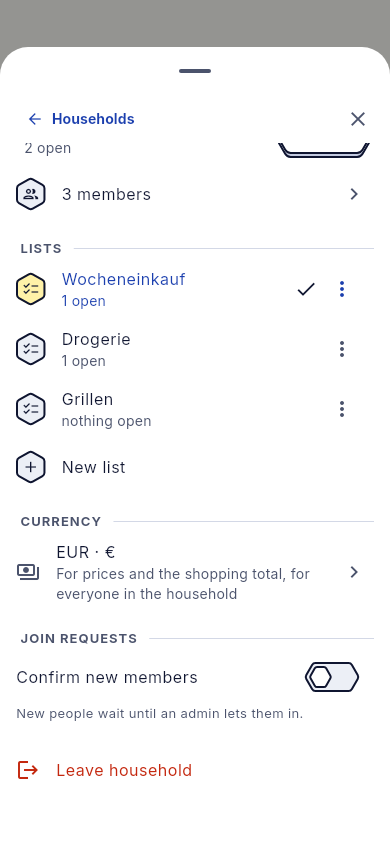 Households
2 open
3 members
LISTS
Wocheneinkauf
1 open
Drogerie
1 open
Grillen
nothing open
New list
CURRENCY
EUR · €
For prices and the shopping total, for
everyone in the household
JOIN REQUESTS
Confirm new members
New people wait until an admin lets them in.
Leave household